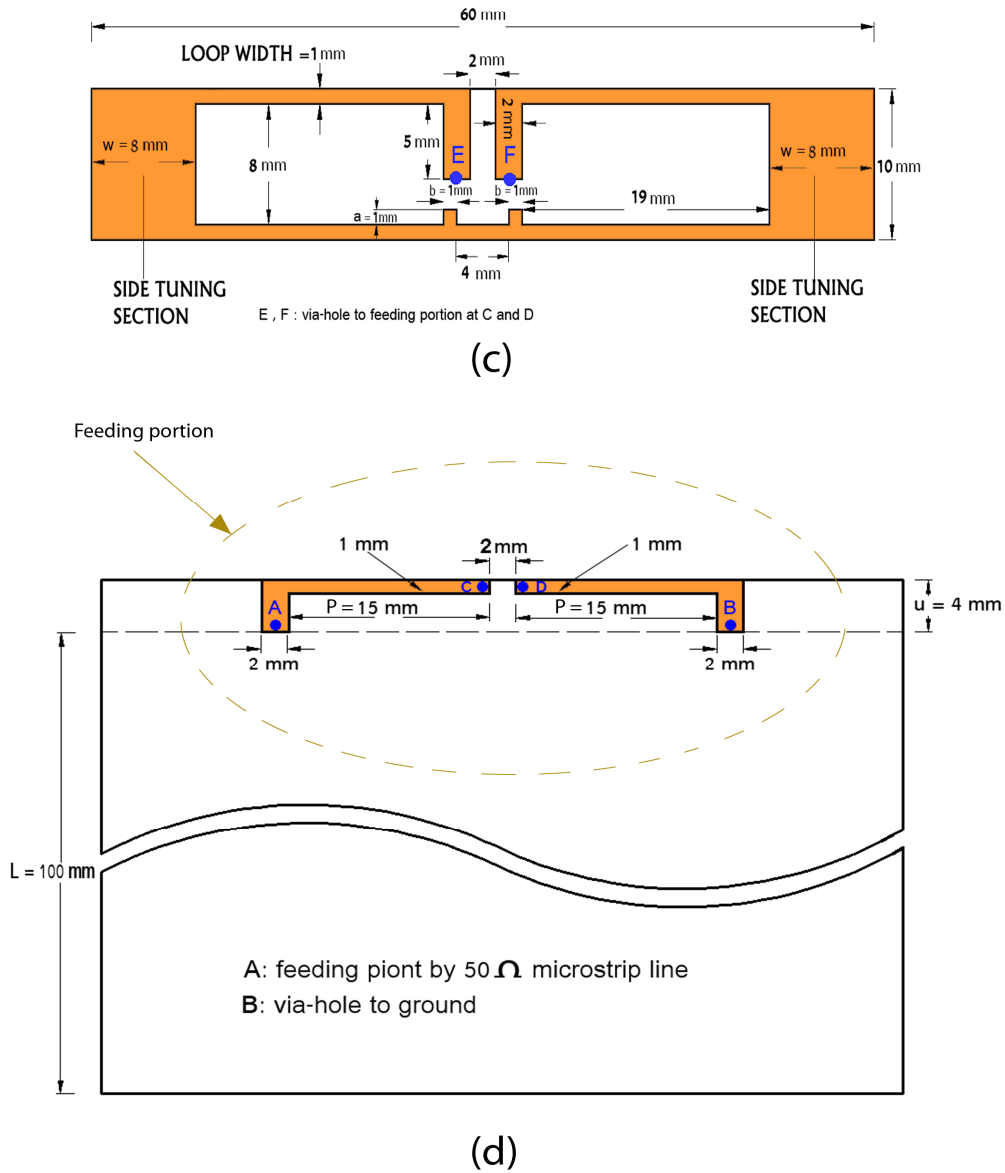 60 mm
LOOP WIDTH =1mm
2mm
2 mm
5 mm
E
F
w = 8 mm
8 mm
w = 8 mm
10 mm
b = 1mm
b = 1mm
a = 1mm
19 mm
4 mm
SIDE TUNING
SECTION
SIDE TUNING
SECTION
E , F : via-hole to feeding portion at C and D
(c)
Feeding portion
1 mm
2mm
1 mm
C
D
A
P = 15 mm
P = 15 mm
B
u = 4 mm
2 mm
2 mm
L = 100 mm
A: feeding piont by 50 Ω microstrip line
B: via-hole to ground
(d)